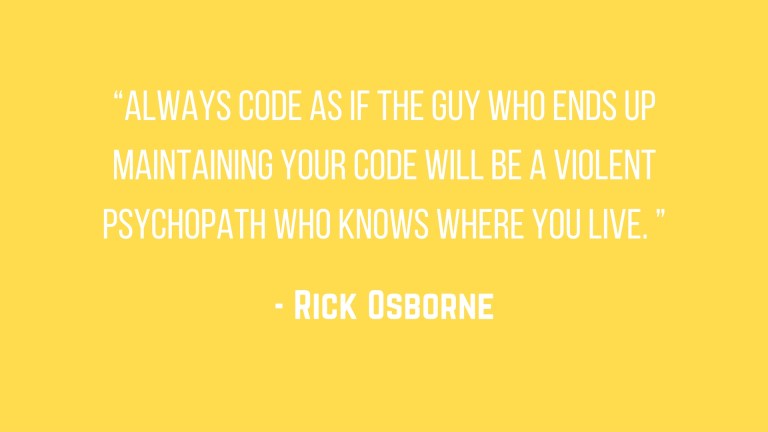 “ALWAYS CODE AS IF THE GUY WHO ENDS UP
MAINTAINING YOUR CODE WILL BE A VIOLENT
PSYCHOPATH WHO KNOWS WHERE YOU LIVE. ”
- RICK OSBORNE